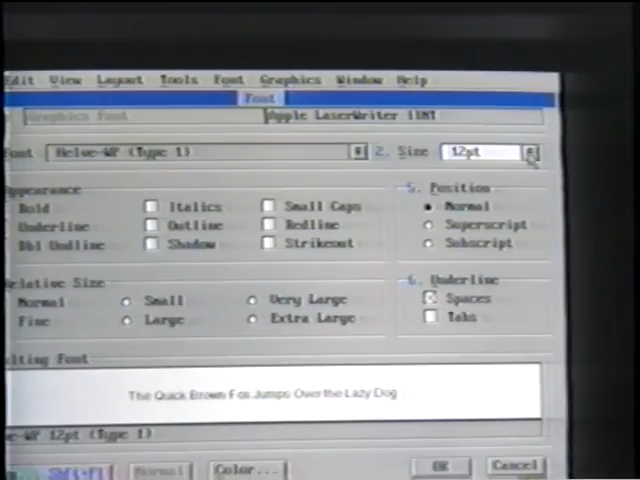 Edit View Layout Tools Font Graphics Window Help
Font
Graphics Font Apple LaserWriter IINT
Font Helve-WP (Type 1) 2. Size 12pt
Appearance 5. Position
Bold Italics Small Caps Normal
Underline Outline Redline Superscript
Dbl Undline Shadow Strikeout Subscript
Relative Size 6. Underline
Normal Small Very Large Spaces
Fine Large Extra Large Tabs
lting Font
The Quick Brown Fox Jumps Over the Lazy Dog
e-WP 12pt (Type 1)
Shft+F1 Normal Color... OK Cancel